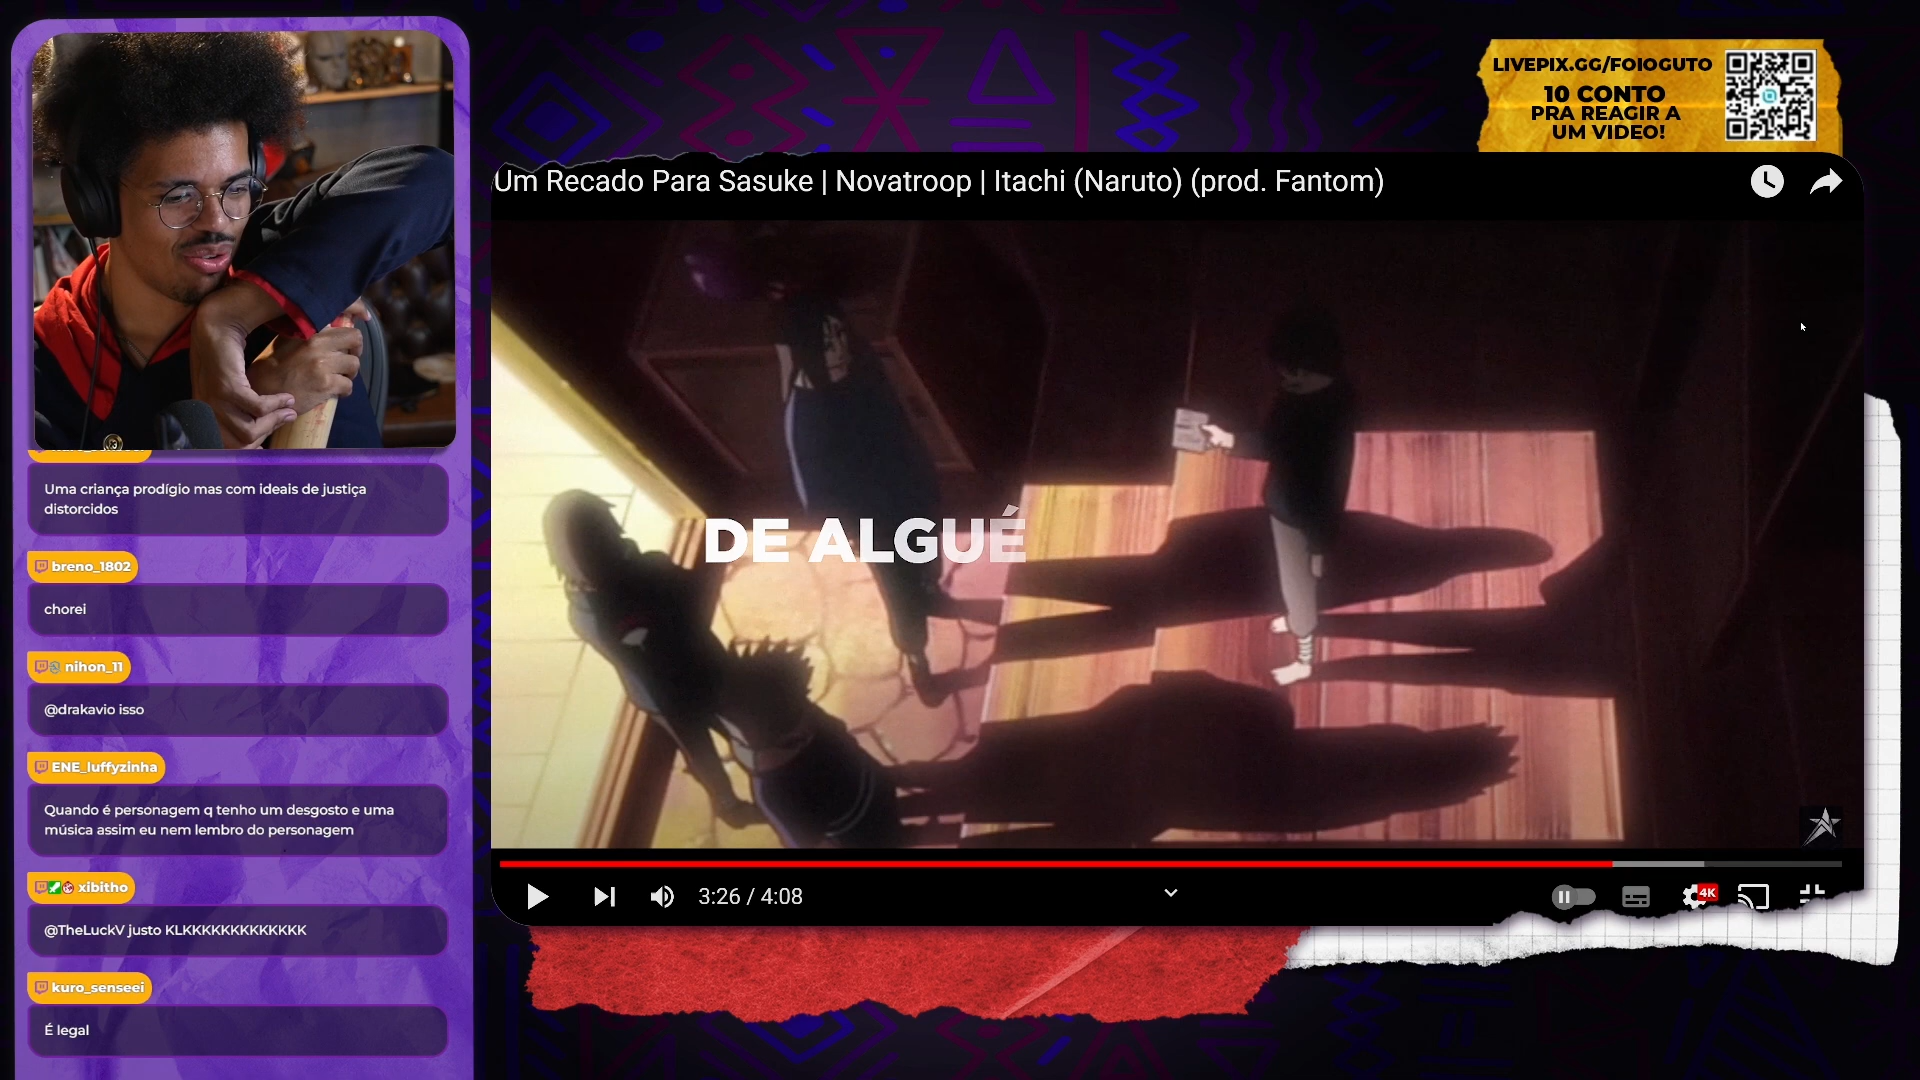 LIVEPIX.GG/FOIOGUTO
10 CONTO
PRA REAGIR A
UM VIDEO!
Um Recado Para Sasuke | Novatroop | Itachi (Naruto) (prod. Fantom)
DE ALGUÉ
3:26 / 4:08
4K
Uma criança prodígio mas com ideais de justiça
distorcidos
breno_1802
chorei
nihon_11
@drakavio isso
ENE_luffyzinha
Quando é personagem q tenho um desgosto e uma
música assim eu nem lembro do personagem
xibitho
@TheLuckV justo KLKKKKKKKKKKKK
kuro_senseei
É legal